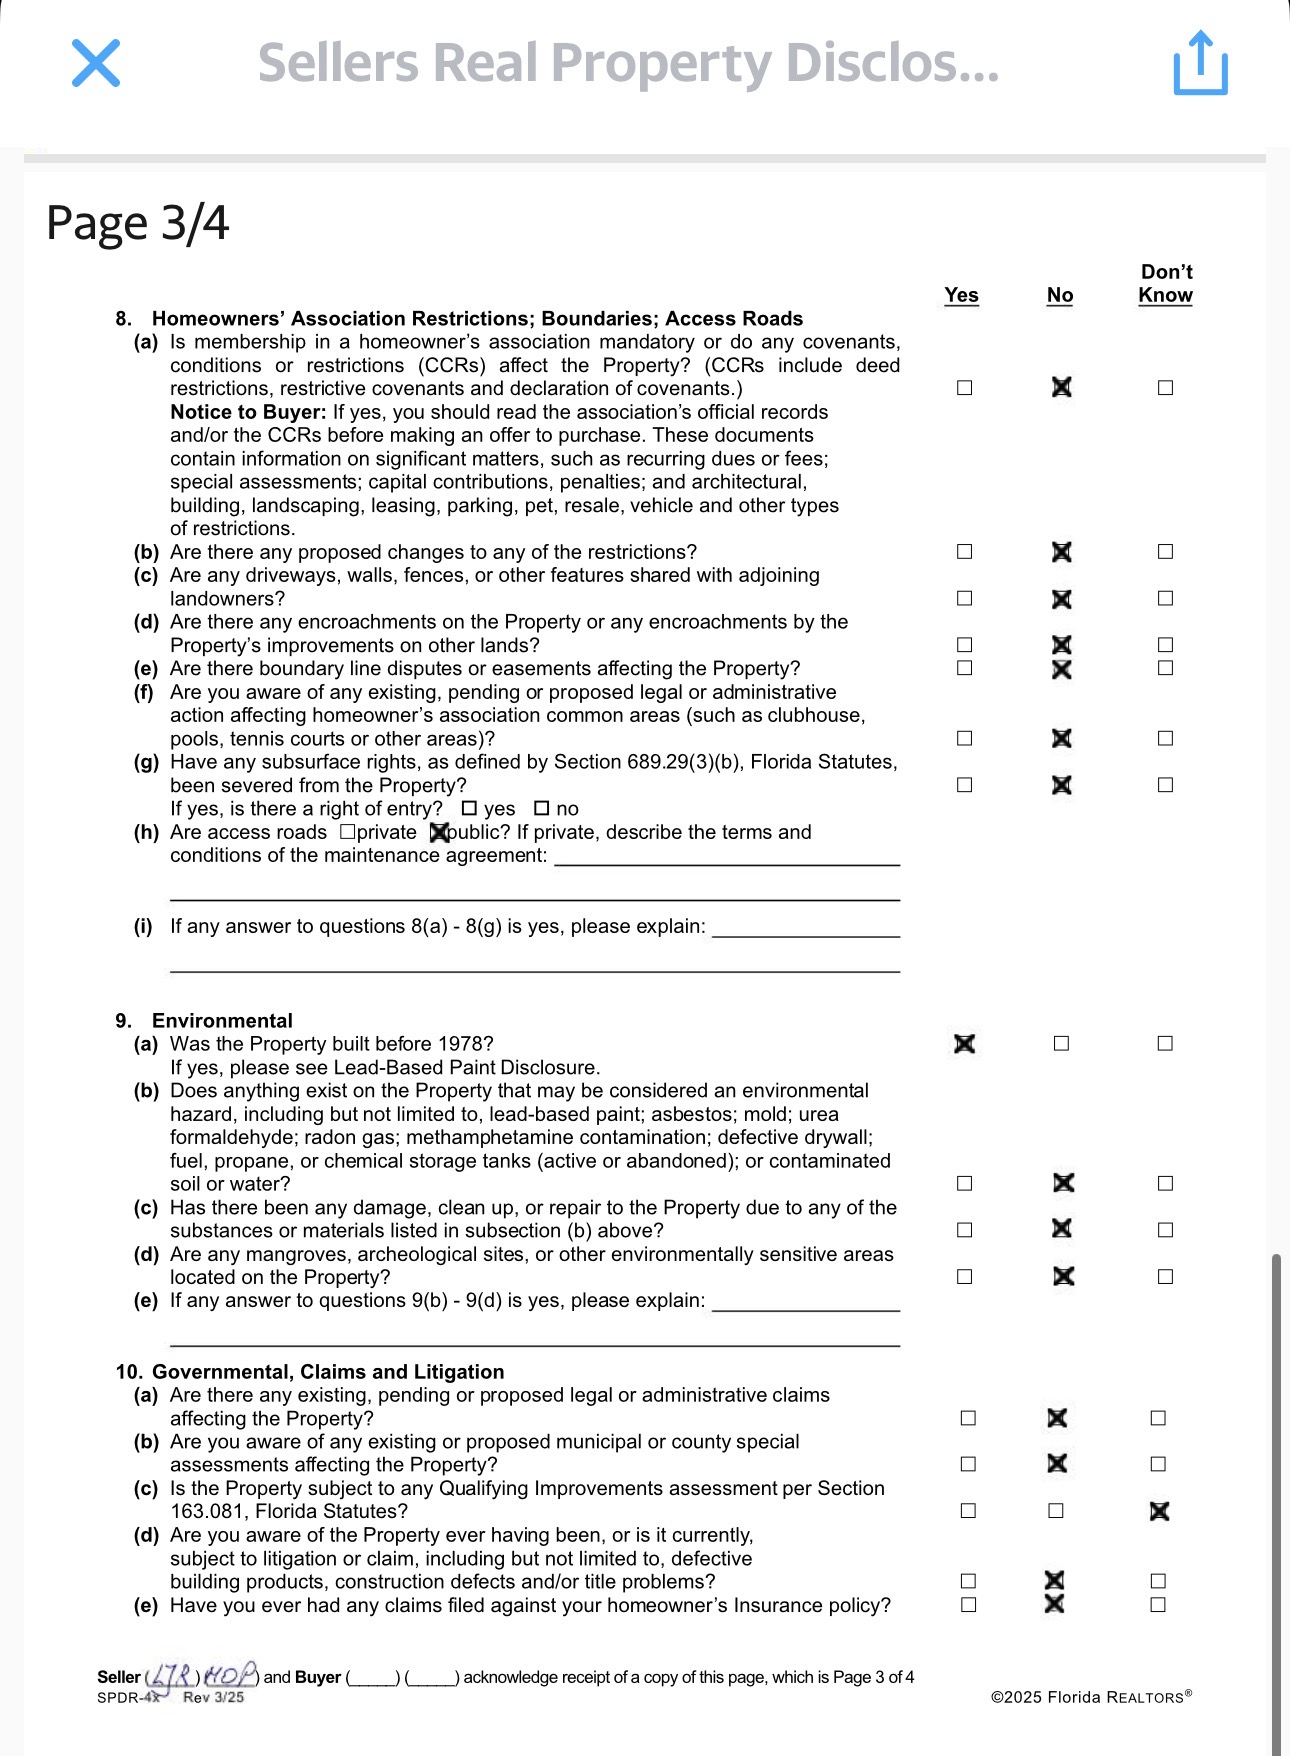 Sellers Real Property Disclos...
Page 3/4
Yes No Don't Know
8. Homeowners' Association Restrictions; Boundaries; Access Roads
(a) Is membership in a homeowner's association mandatory or do any covenants,
conditions or restrictions (CCRs) affect the Property? (CCRs include deed
restrictions, restrictive covenants and declaration of covenants.) ☐ ☒ ☐
Notice to Buyer: If yes, you should read the association's official records
and/or the CCRs before making an offer to purchase. These documents
contain information on significant matters, such as recurring dues or fees;
special assessments; capital contributions, penalties; and architectural,
building, landscaping, leasing, parking, pet, resale, vehicle and other types
of restrictions.
(b) Are there any proposed changes to any of the restrictions? ☐ ☒ ☐
(c) Are any driveways, walls, fences, or other features shared with adjoining
landowners? ☐ ☒ ☐
(d) Are there any encroachments on the Property or any encroachments by the
Property's improvements on other lands? ☐ ☒ ☐
(e) Are there boundary line disputes or easements affecting the Property? ☐ ☒ ☐
(f) Are you aware of any existing, pending or proposed legal or administrative
action affecting homeowner's association common areas (such as clubhouse,
pools, tennis courts or other areas)? ☐ ☒ ☐
(g) Have any subsurface rights, as defined by Section 689.29(3)(b), Florida Statutes,
been severed from the Property? ☐ ☒ ☐
If yes, is there a right of entry? ☐ yes ☐ no
(h) Are access roads ☐private ☒public? If private, describe the terms and
conditions of the maintenance agreement:
(i) If any answer to questions 8(a) - 8(g) is yes, please explain:
9. Environmental
(a) Was the Property built before 1978? ☒ ☐ ☐
If yes, please see Lead-Based Paint Disclosure.
(b) Does anything exist on the Property that may be considered an environmental
hazard, including but not limited to, lead-based paint; asbestos; mold; urea
formaldehyde; radon gas; methamphetamine contamination; defective drywall;
fuel, propane, or chemical storage tanks (active or abandoned); or contaminated
soil or water? ☐ ☒ ☐
(c) Has there been any damage, clean up, or repair to the Property due to any of the
substances or materials listed in subsection (b) above? ☐ ☒ ☐
(d) Are any mangroves, archeological sites, or other environmentally sensitive areas
located on the Property? ☐ ☒ ☐
(e) If any answer to questions 9(b) - 9(d) is yes, please explain:
10. Governmental, Claims and Litigation
(a) Are there any existing, pending or proposed legal or administrative claims
affecting the Property? ☐ ☒ ☐
(b) Are you aware of any existing or proposed municipal or county special
assessments affecting the Property? ☐ ☒ ☐
(c) Is the Property subject to any Qualifying Improvements assessment per Section
163.081, Florida Statutes? ☐ ☐ ☒
(d) Are you aware of the Property ever having been, or is it currently,
subject to litigation or claim, including but not limited to, defective
building products, construction defects and/or title problems? ☐ ☒ ☐
(e) Have you ever had any claims filed against your homeowner's Insurance policy? ☐ ☒ ☐
Seller (LJR) (MOP) and Buyer (_____) (_____) acknowledge receipt of a copy of this page, which is Page 3 of 4
SPDR-4x Rev 3/25 ©2025 Florida REALTORS®